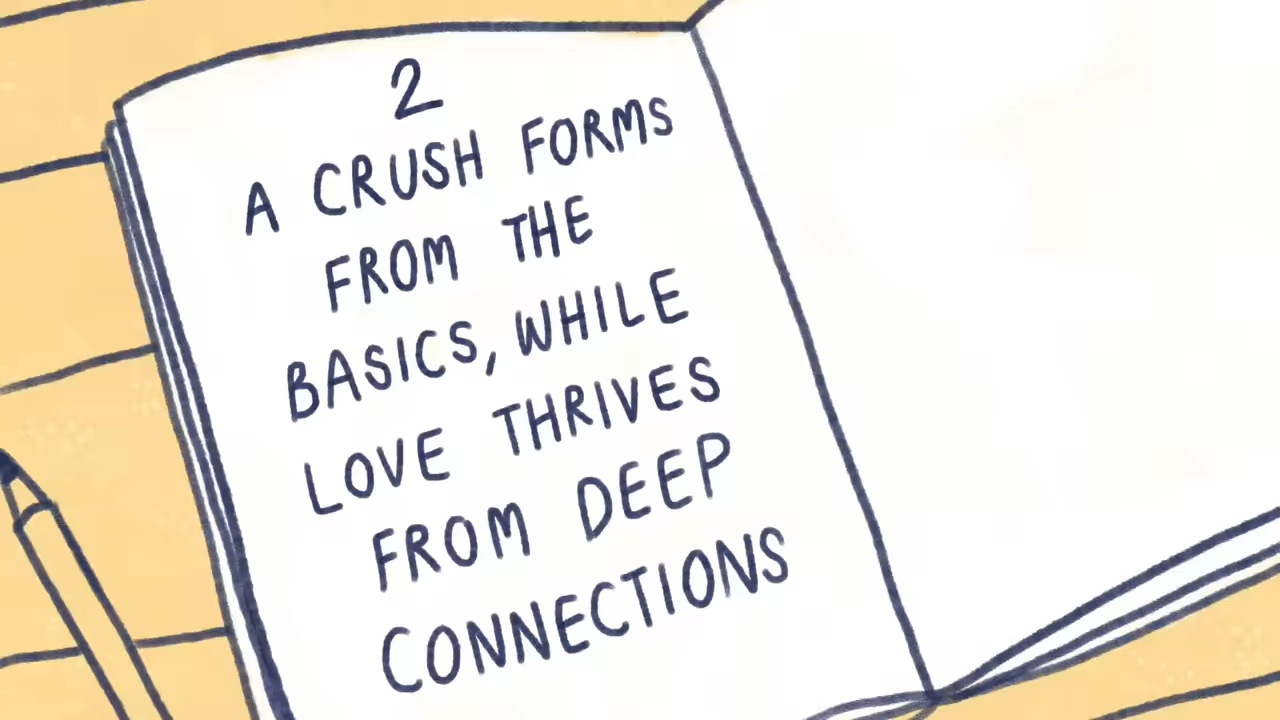 2
A CRUSH FORMS
FROM THE
BASICS, WHILE
LOVE THRIVES
FROM DEEP
CONNECTIONS